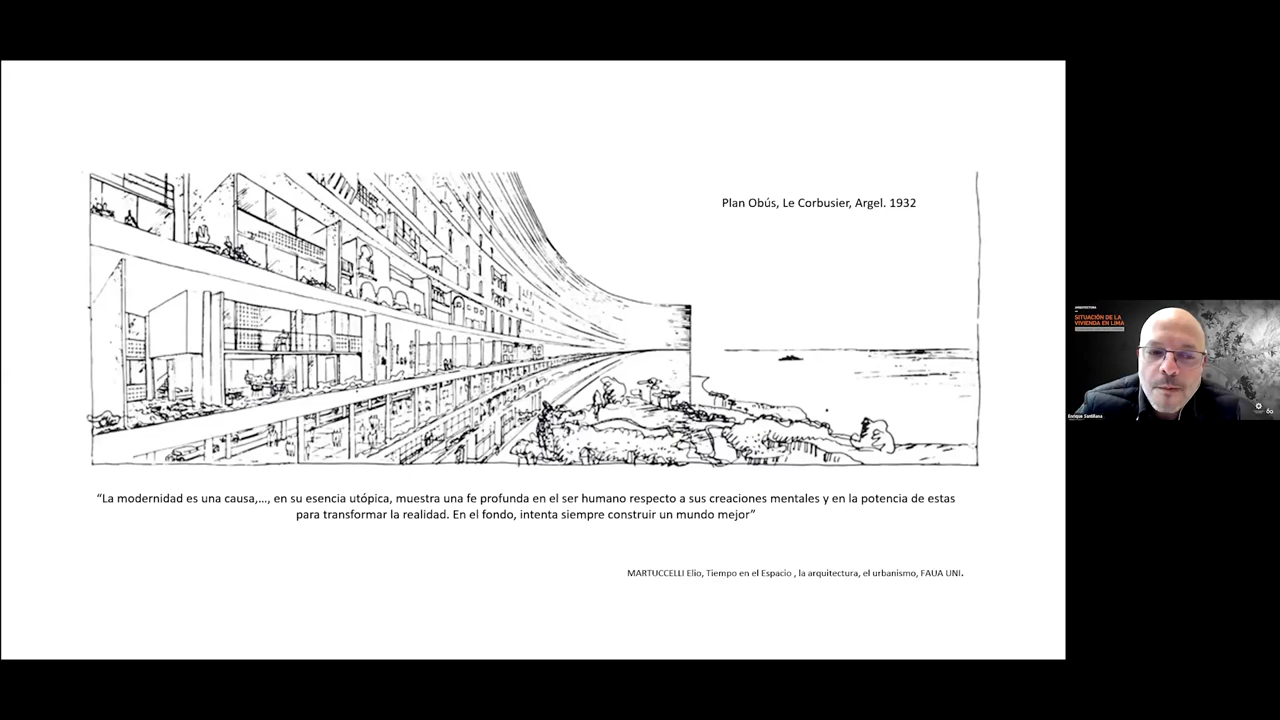 Plan Obús, Le Corbusier, Argel. 1932
“La modernidad es una causa,..., en su esencia utópica, muestra una fe profunda en el ser humano respecto a sus creaciones mentales y en la potencia de estas
para transformar la realidad. En el fondo, intenta siempre construir un mundo mejor”
MARTUCCELLI Elio, Tiempo en el Espacio , la arquitectura, el urbanismo, FAUA UNI.
ARQUITECTURA
SITUACIÓN DE LA
VIVIENDA EN LIMA
Enrique Santillana